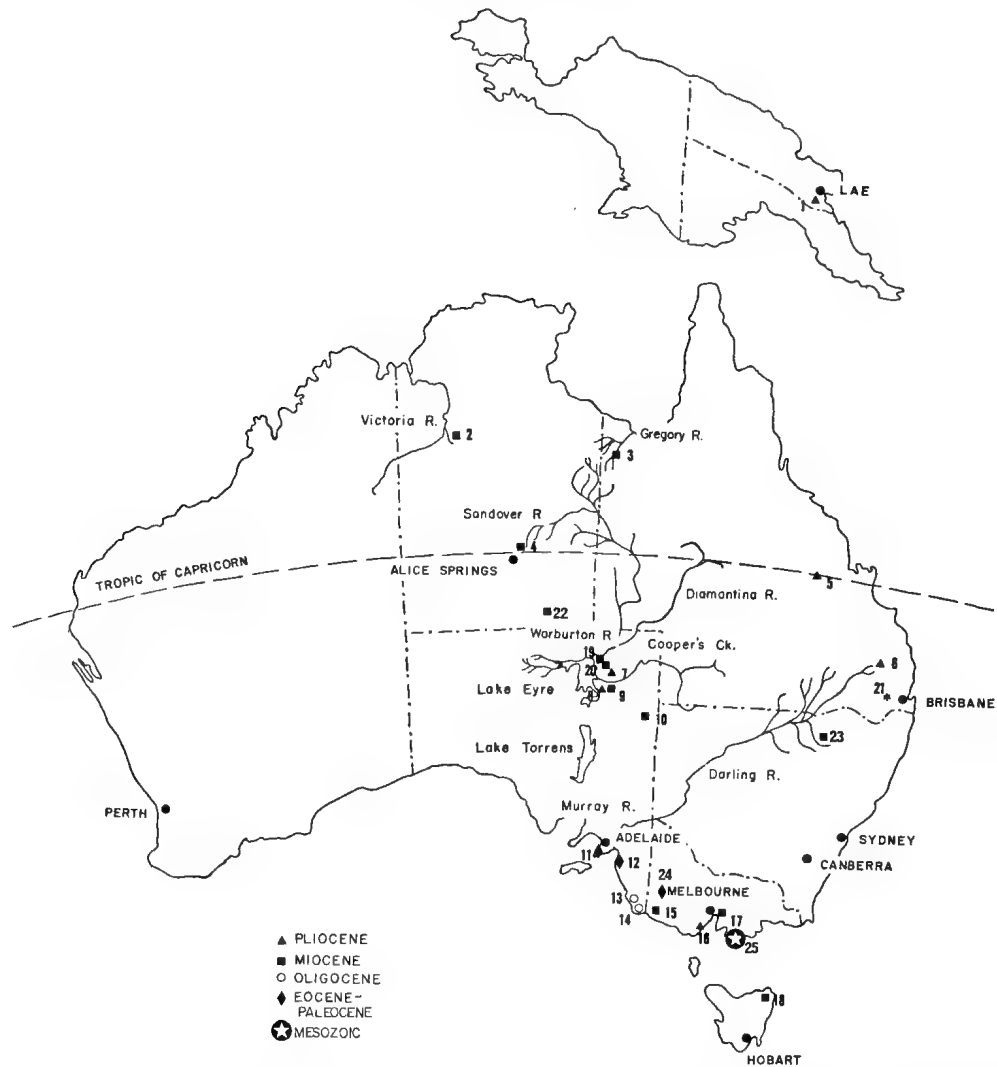 LAE
1
Victoria R.
2
Gregory R.
3
Sandover R
4
ALICE SPRINGS
TROPIC OF CAPRICORN
5
Diamantina R.
22
Warburton R
Cooper's Ck.
19
20
7
6
21
*
BRISBANE
Lake Eyre
8
9
10
23
Lake Torrens
Darling R.
PERTH
Murray R.
ADELAIDE
SYDNEY
11
12
CANBERRA
24
MELBOURNE
13
14
15
17
16
25
PLIOCENE
MIOCENE
OLIGOCENE
EOCENE-
PALEOCENE
MESOZOIC
18
HOBART